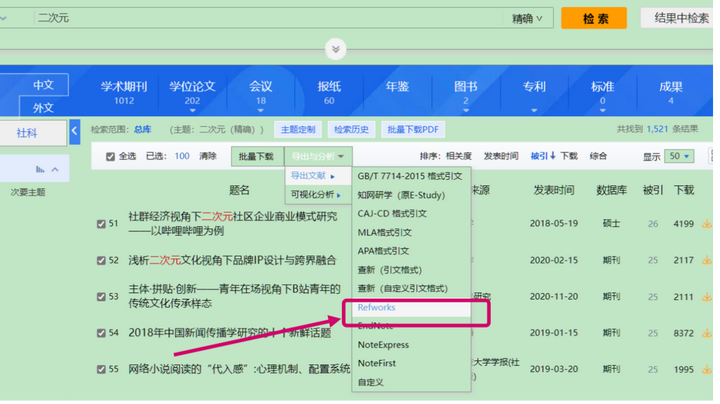 二次元
精确
检 索
结果中检索
中文
外文
学术期刊
1012
学位论文
202
会议
18
报纸
60
年鉴
图书
2
专利
标准
0
成果
4
社科
次要主题
检索范围：总库 （主题：二次元（精确））
主题定制
检索历史
批量下载PDF
共找到 1,521 条结果
全选 已选：100 清除
批量下载
导出与分析
排序：相关度 发表时间 被引↓ 下载 综合
显示 50
导出文献
可视化分析
GB/T 7714-2015 格式引文
知网研学（原E-Study）
CAJ-CD 格式引文
MLA格式引文
APA格式引文
查新（引文格式）
查新（自定义引文格式）
Refworks
EndNote
NoteExpress
NoteFirst
自定义
题名
来源 发表时间 数据库 被引 下载
51 社群经济视角下二次元社区企业商业模式研究
——以哔哩哔哩为例
2018-05-19 硕士 26 4199
52 浅析二次元文化视角下品牌IP设计与跨界融合
2020-02-15 期刊 25 2117
53 主体·拼贴·创新——青年在场视角下B站青年的
传统文化传承样态
研究
2020-11-20 期刊 25 2111
54 2018年中国新闻传播学研究的十个新鲜话题
2019-01-15 期刊 25 8372
55 网络小说阅读的“代入感”:心理机制、配置系统
大学学报(社
2019-03-20 期刊 25 1995